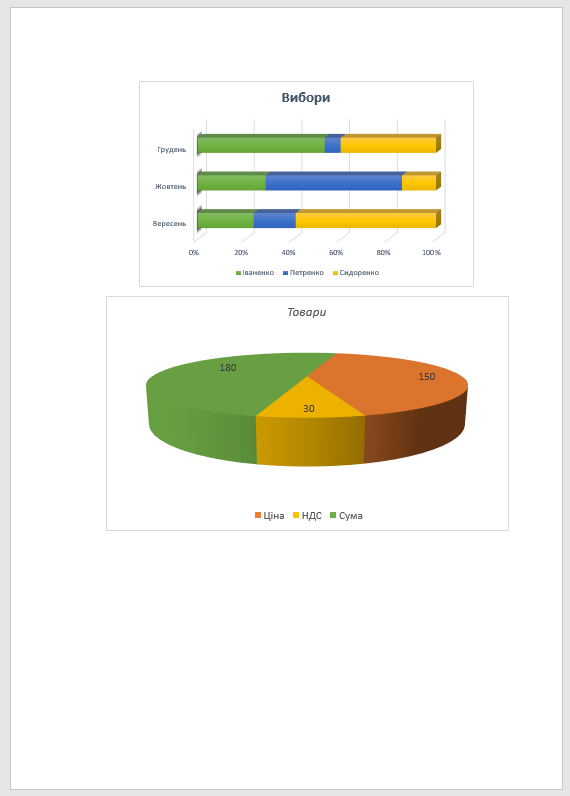 Вибори
Грудень
Жовтень
Вересень
0% 20% 40% 60% 80% 100%
Іваненко Петренко Сидоренко
Товари
180
150
30
Ціна НДС Сума